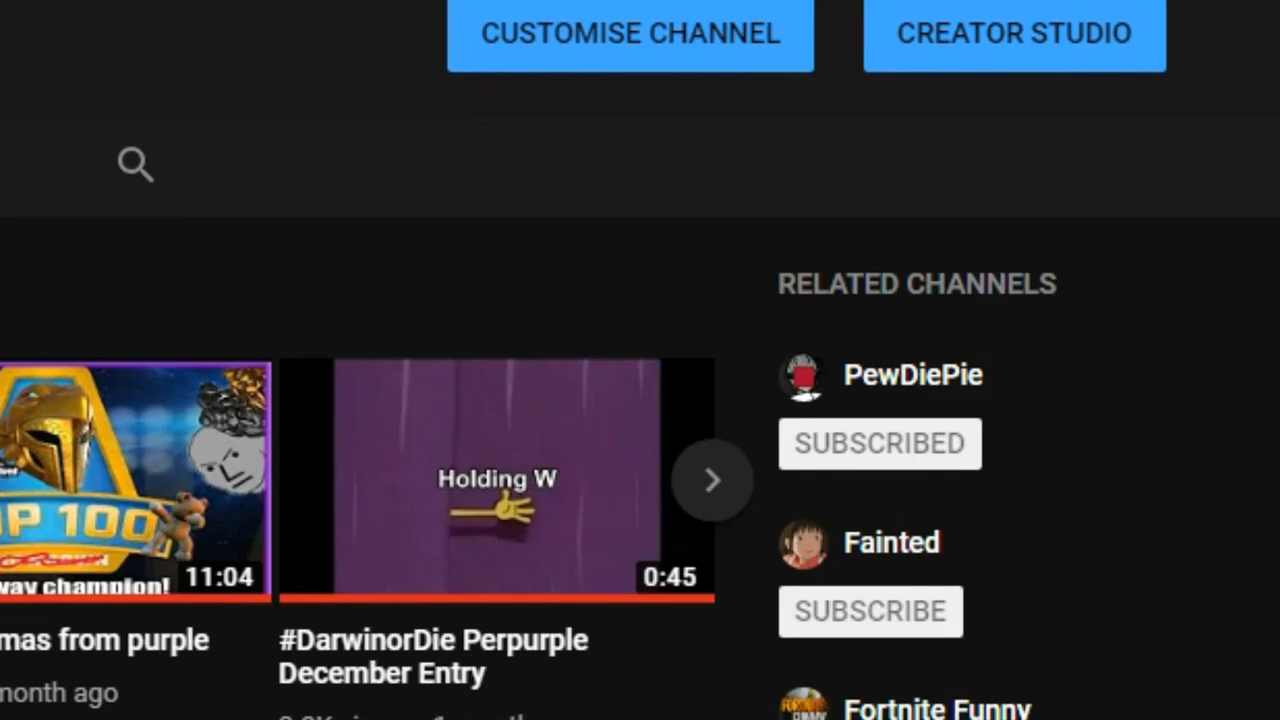 CUSTOMISE CHANNEL
CREATOR STUDIO
RELATED CHANNELS
PewDiePie
SUBSCRIBED
Holding W
P 100
way champion!
11:04
0:45
Fainted
SUBSCRIBE
mas from purple
#DarwinorDie Perpurple
December Entry
month ago
Fortnite Funny